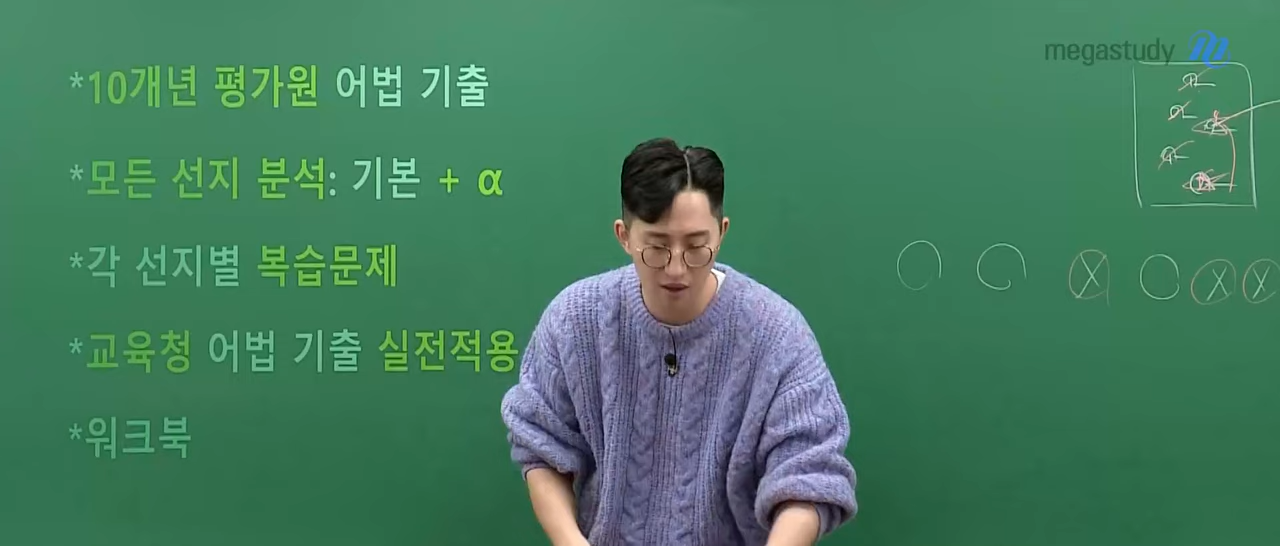 megastudy
*10개년 평가원 어법 기출
*모든 선지 분석: 기본 + α
*각 선지별 복습문제
*교육청 어법 기출 실전적용
*워크북